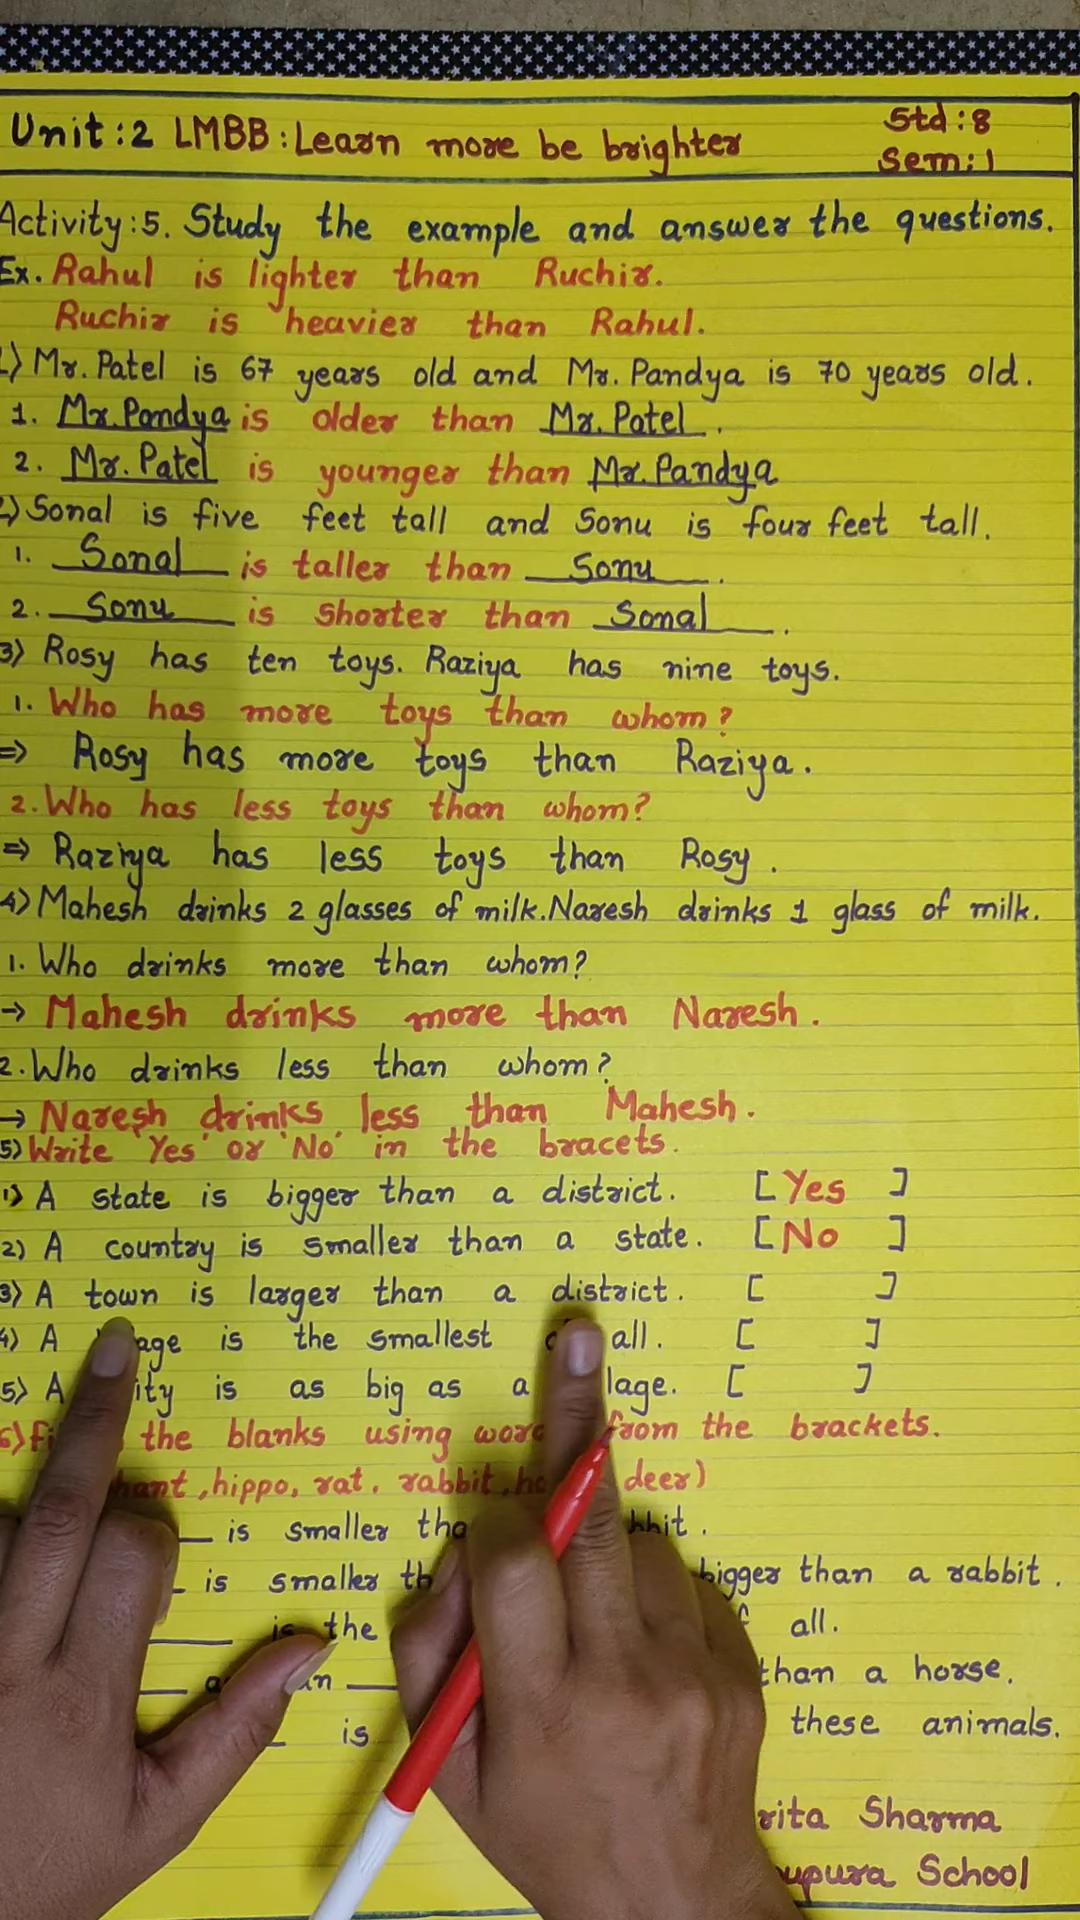 Unit:2 LMBB:Learn more be brighter
Std:8
Sem:1
Activity:5. Study the example and answer the questions.
Ex. Rahul is lighter than Ruchir.
Ruchir is heavier than Rahul.
1) Mr. Patel is 67 years old and Mr. Pandya is 70 years old.
1. Mr. Pandya is older than Mr. Patel.
2. Mr. Patel is younger than Mr. Pandya
2) Sonal is five feet tall and Sonu is four feet tall.
1. Sonal is taller than Sonu.
2. Sonu is shorter than Sonal.
3) Rosy has ten toys. Raziya has nine toys.
1. Who has more toys than whom?
⇒ Rosy has more toys than Raziya.
2. Who has less toys than whom?
⇒ Raziya has less toys than Rosy.
4) Mahesh drinks 2 glasses of milk. Naresh drinks 1 glass of milk.
1. Who drinks more than whom?
→ Mahesh drinks more than Naresh.
2. Who drinks less than whom?
→ Naresh drinks less than Mahesh.
5) Write 'Yes' or 'No' in the bracets.
1) A state is bigger than a district. [Yes ]
2) A country is smaller than a state. [No ]
3) A town is larger than a district. [ ]
4) A is the smallest all. [ ]
5) A is as big as a [ ]
6) the blanks using from the brackets.
,hippo, rat, rabbit, deer)
___ is smaller
___ is smaller bigger than a rabbit.
___ is the all.
___ ___ than a horse.
___ is these animals.
Sharma
School